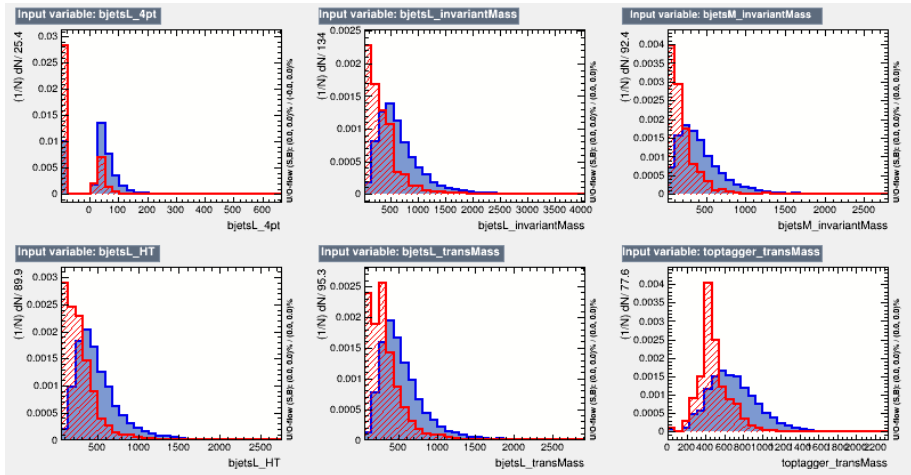 Input variable: bjetsL_4pt
(1/N) dN/ 25.4
0.03
0.025
0.02
0.015
0.01
0.005
0
0 100 200 300 400 500 600
bjetsL_4pt
U/O-flow (S,B): (0.0, 0.0)% / (-0.0, 0.0)%
Input variable: bjetsL_invariantMass
(1/N) dN/ 134
0.0025
0.002
0.0015
0.001
0.0005
0
500 1000 1500 2000 2500 3000 3500 4000
bjetsL_invariantMass
U/O-flow (S,B): (0.0, 0.0)% / (0.0, 0.0)%
Input variable: bjetsM_invariantMass
(1/N) dN/ 92.4
0.004
0.0035
0.003
0.0025
0.002
0.0015
0.001
0.0005
0
500 1000 1500 2000 2500
bjetsM_invariantMass
U/O-flow (S,B): (0.0, 0.0)% / (0.0, 0.0)%
Input variable: bjetsL_HT
(1/N) dN/ 89.9
0.003
0.0025
0.002
0.0015
0.001
0.0005
0
500 1000 1500 2000 2500
bjetsL_HT
U/O-flow (S,B): (0.0, 0.0)% / (0.0, 0.0)%
Input variable: bjetsL_transMass
(1/N) dN/ 95.3
0.0025
0.002
0.0015
0.001
0.0005
0
500 1000 1500 2000 2500
bjetsL_transMass
U/O-flow (S,B): (0.0, 0.0)% / (0.0, 0.0)%
Input variable: toptagger_transMass
(1/N) dN/ 77.6
0.004
0.0035
0.003
0.0025
0.002
0.0015
0.001
0.0005
0
0 200 400 600 800 1000 1200 1400 1600 1800 2000 2200
toptagger_transMass
U/O-flow (S,B): (0.0, 0.0)% / (0.0, 0.0)%